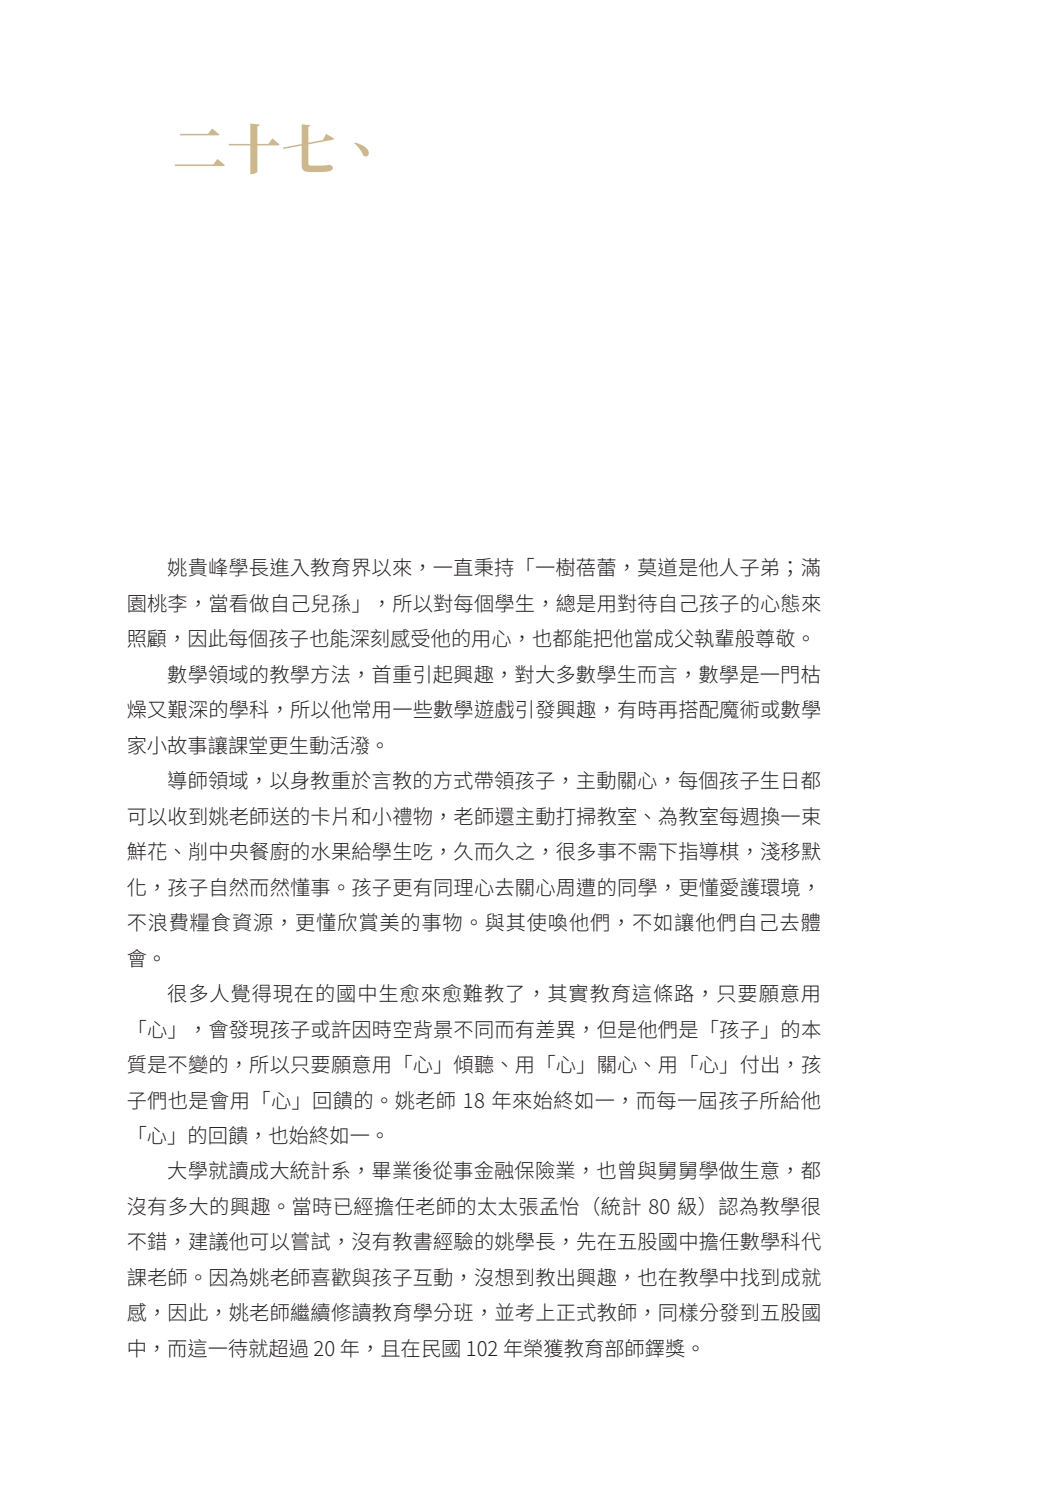 二十七、
姚貴峰學長進入教育界以來，一直秉持「一樹蓓蕾，莫道是他人子弟；滿
園桃李，當看做自己兒孫」，所以對每個學生，總是用對待自己孩子的心態來
照顧，因此每個孩子也能深刻感受他的用心，也都能把他當成父執輩般尊敬。
數學領域的教學方法，首重引起興趣，對大多數學生而言，數學是一門枯
燥又艱深的學科，所以他常用一些數學遊戲引發興趣，有時再搭配魔術或數學
家小故事讓課堂更生動活潑。
導師領域，以身教重於言教的方式帶領孩子，主動關心，每個孩子生日都
可以收到姚老師送的卡片和小禮物，老師還主動打掃教室、為教室每週換一束
鮮花、削中央餐廚的水果給學生吃，久而久之，很多事不需下指導棋，淺移默
化，孩子自然而然懂事。孩子更有同理心去關心周遭的同學，更懂愛護環境，
不浪費糧食資源，更懂欣賞美的事物。與其使喚他們，不如讓他們自己去體
會。
很多人覺得現在的國中生愈來愈難教了，其實教育這條路，只要願意用
「心」，會發現孩子或許因時空背景不同而有差異，但是他們是「孩子」的本
質是不變的，所以只要願意用「心」傾聽、用「心」關心、用「心」付出，孩
子們也是會用「心」回饋的。姚老師 18 年來始終如一，而每一屆孩子所給他
「心」的回饋，也始終如一。
大學就讀成大統計系，畢業後從事金融保險業，也曾與舅舅學做生意，都
沒有多大的興趣。當時已經擔任老師的太太張孟怡（統計 80 級）認為教學很
不錯，建議他可以嘗試，沒有教書經驗的姚學長，先在五股國中擔任數學科代
課老師。因為姚老師喜歡與孩子互動，沒想到教出興趣，也在教學中找到成就
感，因此，姚老師繼續修讀教育學分班，並考上正式教師，同樣分發到五股國
中，而這一待就超過 20 年，且在民國 102 年榮獲教育部師鐸獎。